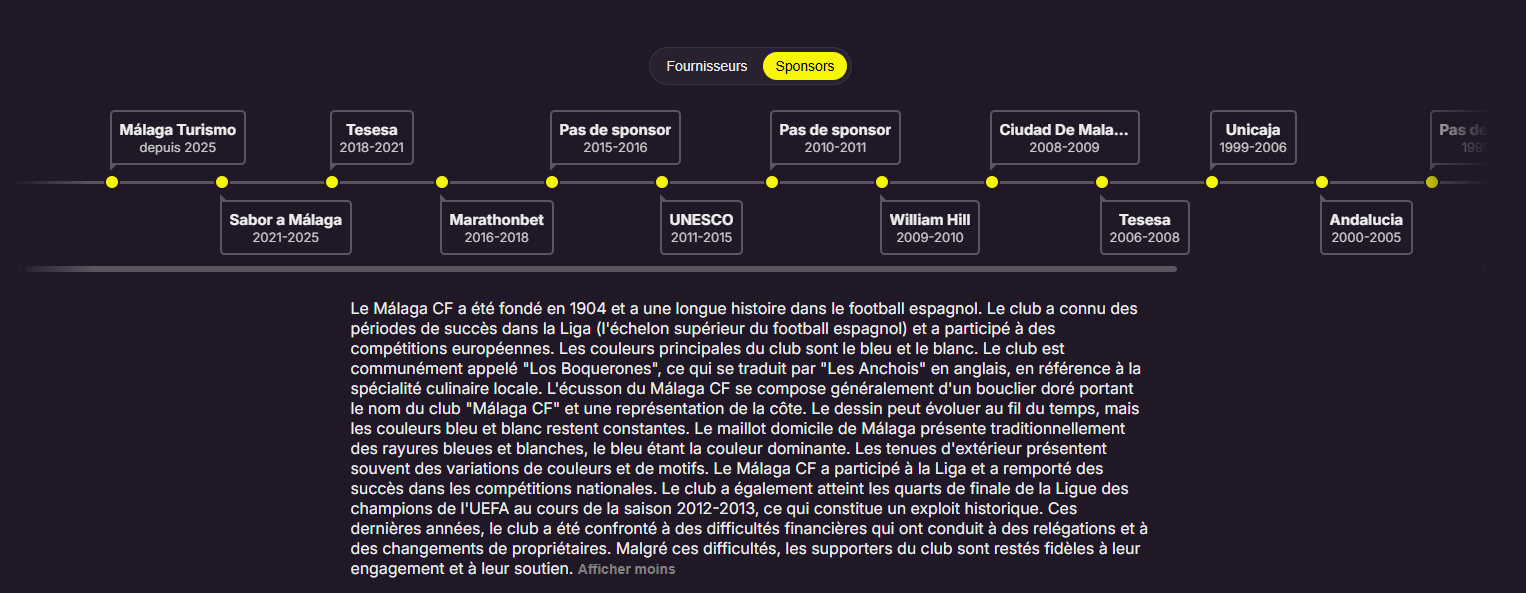 Fournisseurs
Sponsors
Málaga Turismo
depuis 2025
Sabor a Málaga
2021-2025
Tesesa
2018-2021
Marathonbet
2016-2018
Pas de sponsor
2015-2016
UNESCO
2011-2015
Pas de sponsor
2010-2011
William Hill
2009-2010
Ciudad De Mala...
2008-2009
Tesesa
2006-2008
Unicaja
1999-2006
Andalucia
2000-2005
Pas de
Le Málaga CF a été fondé en 1904 et a une longue histoire dans le football espagnol. Le club a connu des
périodes de succès dans la Liga (l'échelon supérieur du football espagnol) et a participé à des
compétitions européennes. Les couleurs principales du club sont le bleu et le blanc. Le club est
communément appelé "Los Boquerones", ce qui se traduit par "Les Anchois" en anglais, en référence à la
spécialité culinaire locale. L'écusson du Málaga CF se compose généralement d'un bouclier doré portant
le nom du club "Málaga CF" et une représentation de la côte. Le dessin peut évoluer au fil du temps, mais
les couleurs bleu et blanc restent constantes. Le maillot domicile de Málaga présente traditionnellement
des rayures bleues et blanches, le bleu étant la couleur dominante. Les tenues d'extérieur présentent
souvent des variations de couleurs et de motifs. Le Málaga CF a participé à la Liga et a remporté des
succès dans les compétitions nationales. Le club a également atteint les quarts de finale de la Ligue des
champions de l'UEFA au cours de la saison 2012-2013, ce qui constitue un exploit historique. Ces
dernières années, le club a été confronté à des difficultés financières qui ont conduit à des relégations et à
des changements de propriétaires. Malgré ces difficultés, les supporters du club sont restés fidèles à leur
engagement et à leur soutien. Afficher moins